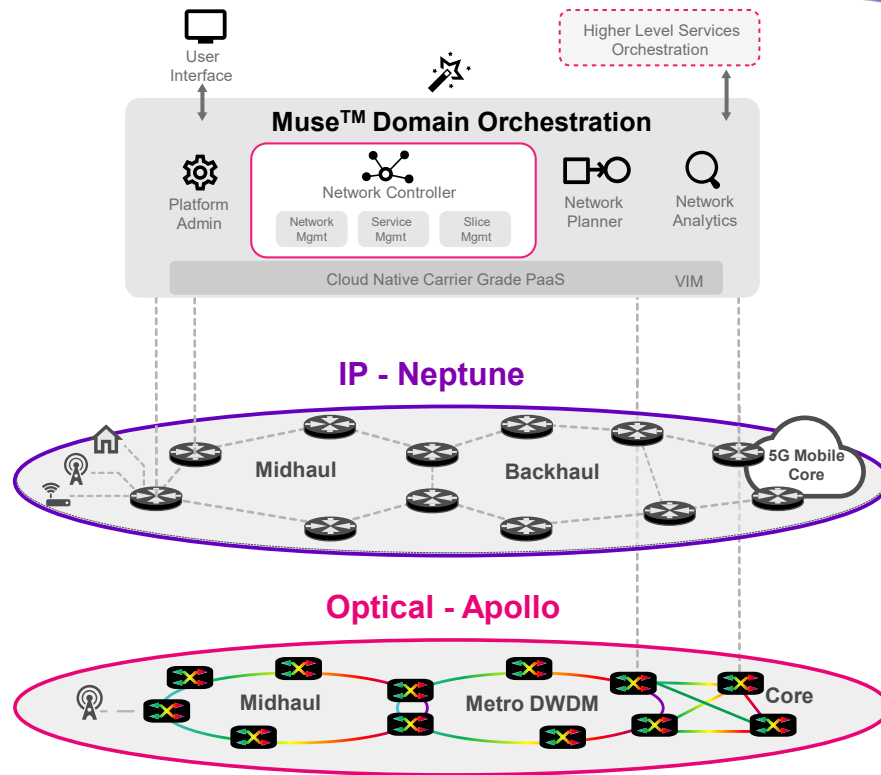 User
Interface
Higher Level Services
Orchestration
Muse™ Domain Orchestration
Platform
Admin
Network Controller
Network
Mgmt
Service
Mgmt
Slice
Mgmt
Network
Planner
Network
Analytics
Cloud Native Carrier Grade PaaS
VIM
IP - Neptune
Midhaul
Backhaul
5G Mobile
Core
Optical - Apollo
Midhaul
Metro DWDM
Core